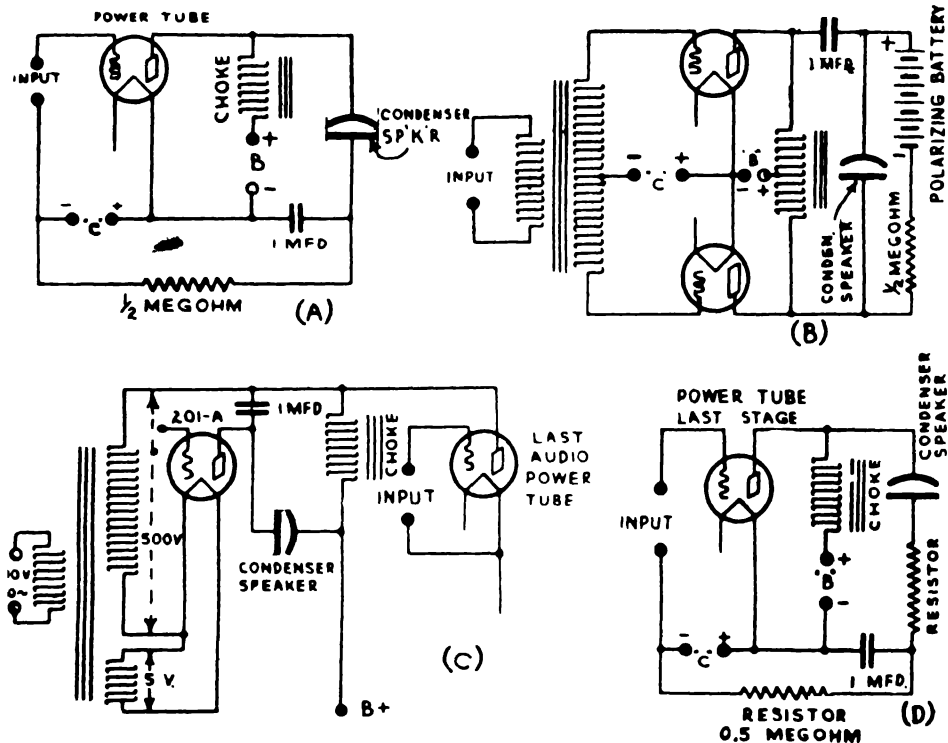 POWER TUBE
INPUT
CHOKE
+
B
-
CONDENSER
SP'K'R
- "C" +
1 MFD
1/2 MEGOHM
(A)
INPUT
- "C" +
"B"
- +
1 MFD.
+
-
POLARIZING BATTERY
CONDEN.
SPEAKER
1/2 MEGOHM
(B)
201-A
1 MFD
CHOKE
INPUT
LAST
AUDIO
POWER
TUBE
500V
CONDENSER
SPEAKER
5 V.
B+
(C)
POWER TUBE
LAST STAGE
INPUT
CHOKE
+
"B"
-
CONDENSER
SPEAKER
RESISTOR
- "C" +
1 MFD.
RESISTOR
0.5 MEGOHM
(D)